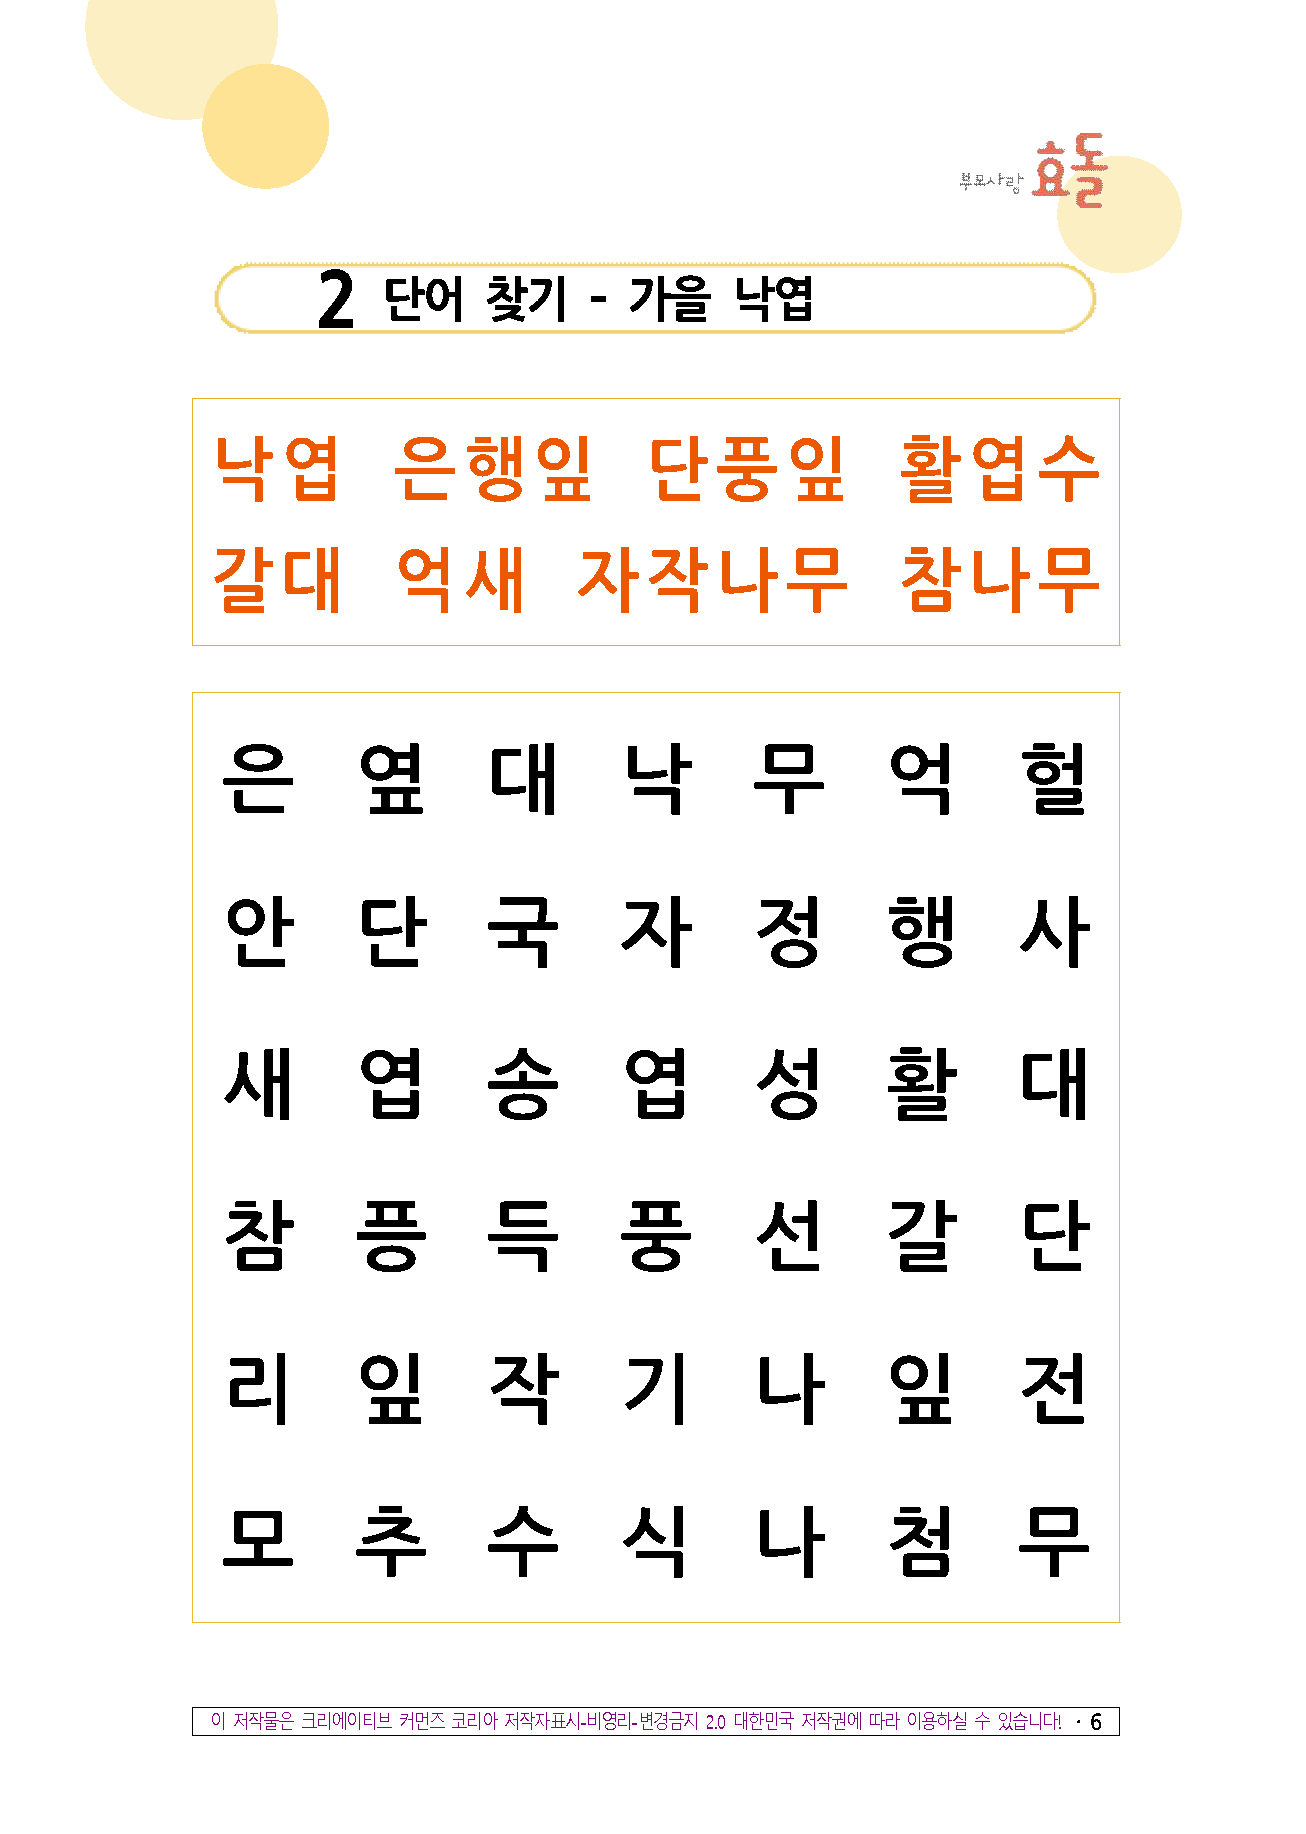 부모사랑 효돌
2 단어 찾기 - 가을 낙엽
낙엽 은행잎 단풍잎 활엽수
갈대 억새 자작나무 참나무
은 옆 대 낙 무 억 헐
안 단 국 자 정 행 사
새 엽 송 엽 성 활 대
참 픙 득 풍 선 갈 단
리 잎 작 기 나 잎 전
모 추 수 식 나 첨 무
이 저작물은 크리에이티브 커먼즈 코리아 저작자표시-비영리-변경금지 2.0 대한민국 저작권에 따라 이용하실 수 있습니다! · 6